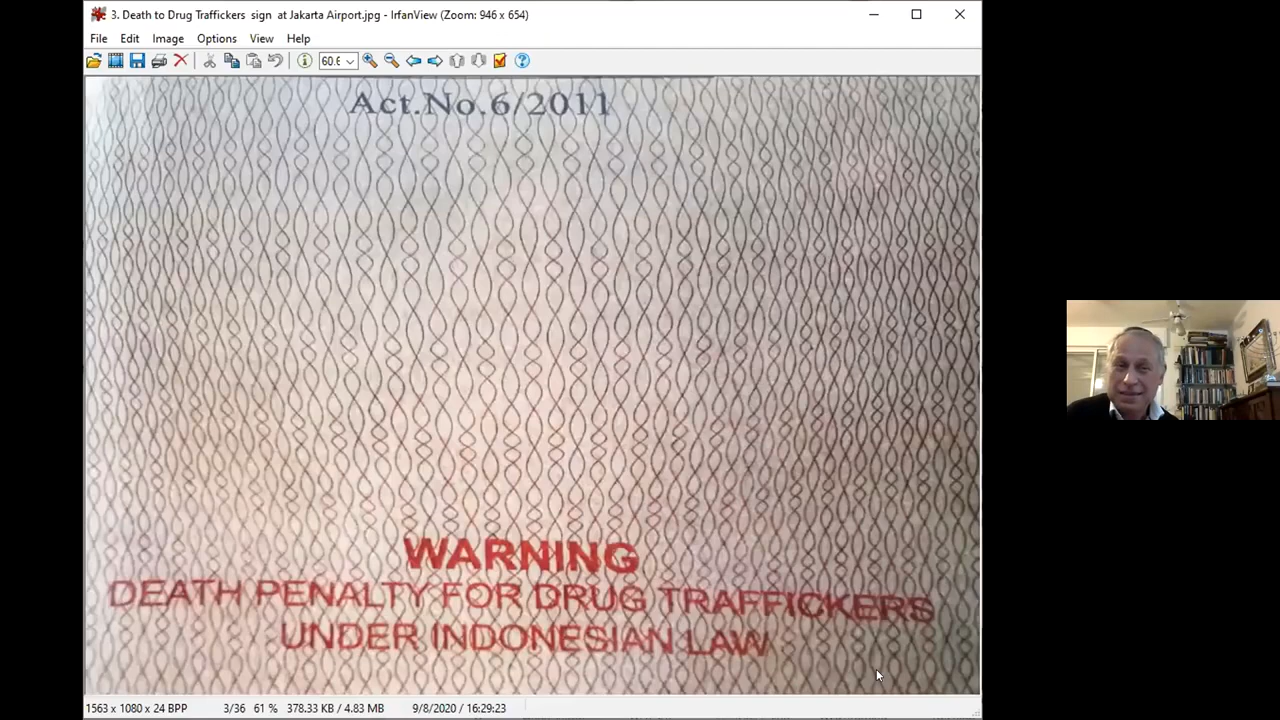 3. Death to Drug Traffickers sign at Jakarta Airport.jpg - IrfanView (Zoom: 946 x 654)
File Edit Image Options View Help
60.6
Act.No.6/2011
WARNING
DEATH PENALTY FOR DRUG TRAFFICKERS
UNDER INDONESIAN LAW
1563 x 1080 x 24 BPP 3/36 61 % 378.33 KB / 4.83 MB 9/8/2020 / 16:29:23